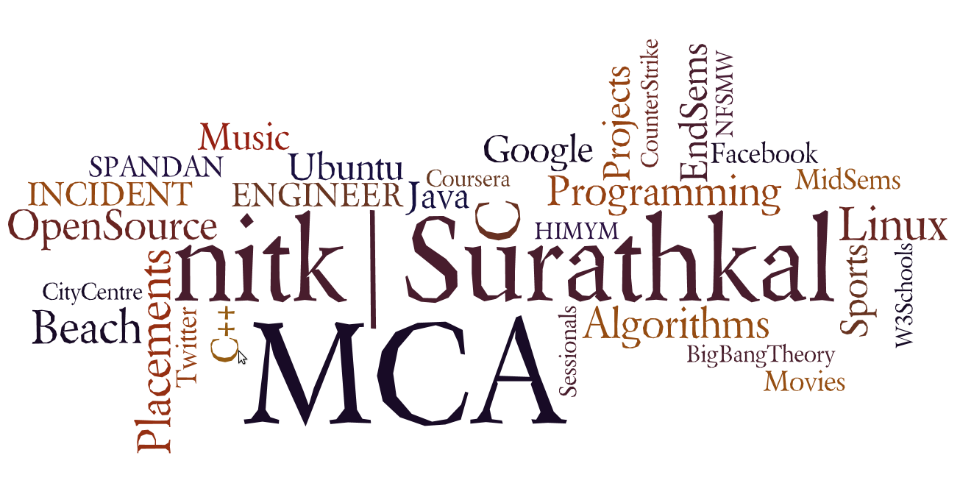 CounterStrike
Projects
EndSems
NFSMW
Music
Google
Facebook
SPANDAN
Ubuntu
Coursera
MidSems
INCIDENT
ENGINEER
Java
Programming
OpenSource
C
HIMYM
Linux
nitk | Surathkal
Placements
CityCentre
Sports
W3Schools
Beach
Twitter
C++
MCA
Sessionals
Algorithms
BigBangTheory
Movies